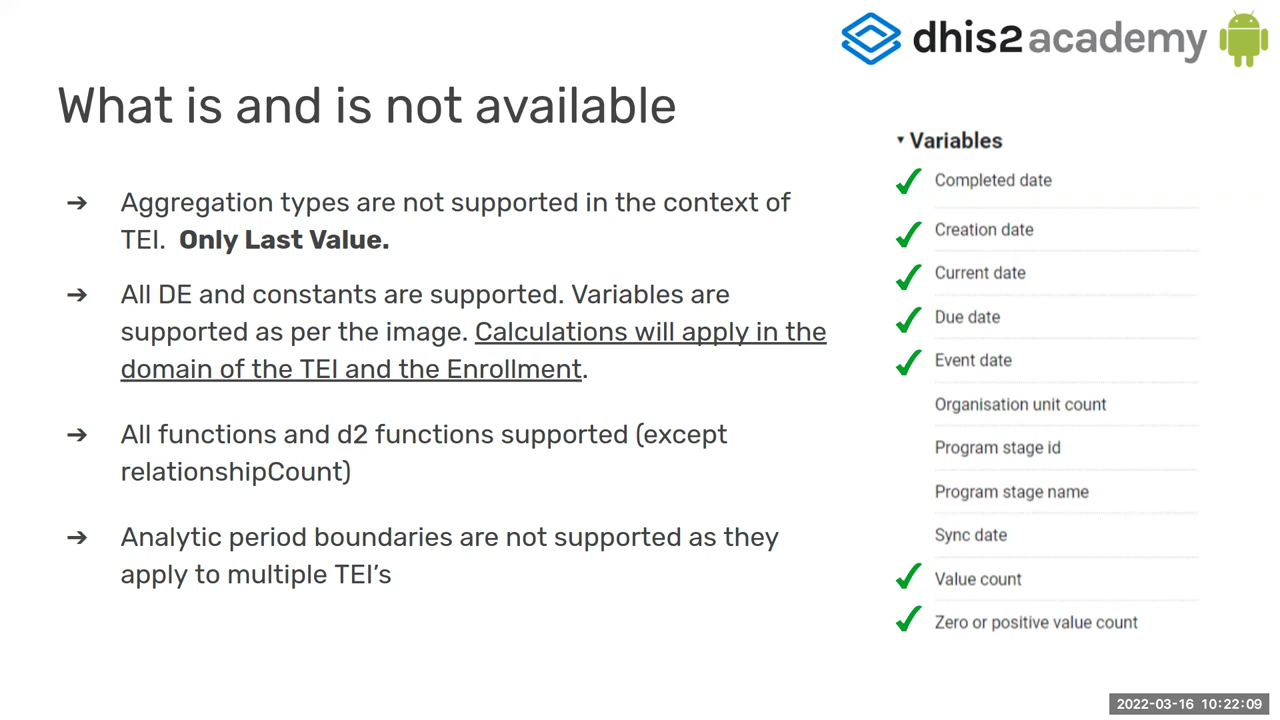 dhis2 academy
What is and is not available
➔ Aggregation types are not supported in the context of
TEI. Only Last Value.
➔ All DE and constants are supported. Variables are
supported as per the image. Calculations will apply in the
domain of the TEI and the Enrollment.
➔ All functions and d2 functions supported (except
relationshipCount)
➔ Analytic period boundaries are not supported as they
apply to multiple TEI’s
▾ Variables
✓ Completed date
✓ Creation date
✓ Current date
✓ Due date
✓ Event date
Organisation unit count
Program stage id
Program stage name
Sync date
✓ Value count
✓ Zero or positive value count
2022-03-16 10:22:09